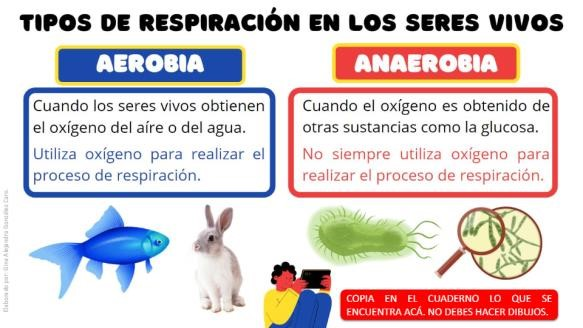 TIPOS DE RESPIRACIÓN EN LOS SERES VIVOS
AEROBIA
Cuando los seres vivos obtienen
el oxígeno del aíre o del agua.
Utiliza oxígeno para realizar el
proceso de respiración.
ANAEROBIA
Cuando el oxígeno es obtenido de
otras sustancias como la glucosa.
No siempre utiliza oxígeno para
realizar el proceso de respiración.
COPIA EN EL CUADERNO LO QUE SE
ENCUENTRA ACÁ. NO DEBES HACER DIBUJOS.
Elaborado por: Gina Alejandra González Cano.